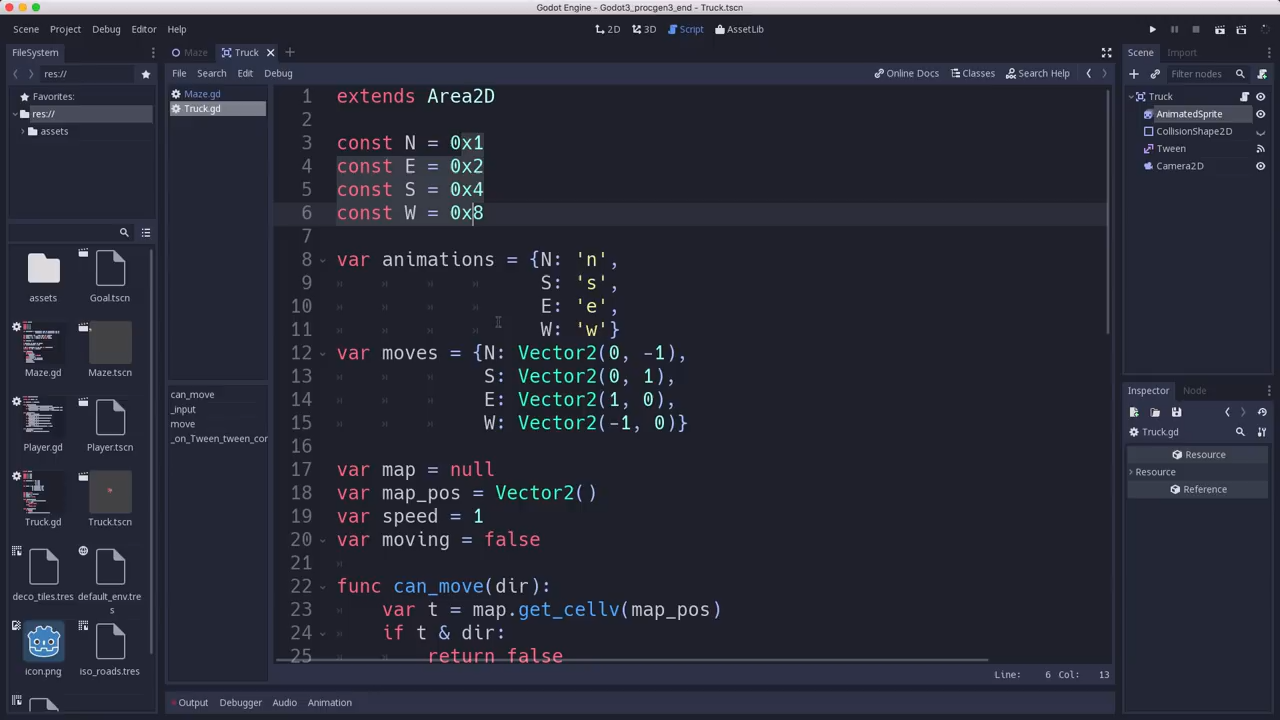 Godot Engine - Godot3_procgen3_end - Truck.tscn
Scene Project Debug Editor Help
2D 3D Script AssetLib
FileSystem
Maze Truck
Scene Import
res://
File Search Edit Debug
Online Docs Classes Search Help
Filter nodes
Favorites:
res://
assets
Maze.gd
Truck.gd
Truck
AnimatedSprite
CollisionShape2D
Tween
Camera2D
1 extends Area2D
2
3 const N = 0x1
4 const E = 0x2
5 const S = 0x4
6 const W = 0x8
7
8 var animations = {N: 'n',
9 S: 's',
10 E: 'e',
11 W: 'w'}
12 var moves = {N: Vector2(0, -1),
13 S: Vector2(0, 1),
14 E: Vector2(1, 0),
15 W: Vector2(-1, 0)}
16
17 var map = null
18 var map_pos = Vector2()
19 var speed = 1
20 var moving = false
21
22 func can_move(dir):
23 var t = map.get_cellv(map_pos)
24 if t & dir:
25 return false
assets Goal.tscn
Maze.gd Maze.tscn
Player.gd Player.tscn
Truck.gd Truck.tscn
deco_tiles.tres default_env.tre
s
icon.png iso_roads.tres
can_move
_input
move
_on_Tween_tween_cor
Inspector Node
Truck.gd
Resource
Resource
Reference
Line: 6 Col: 13
Output Debugger Audio Animation